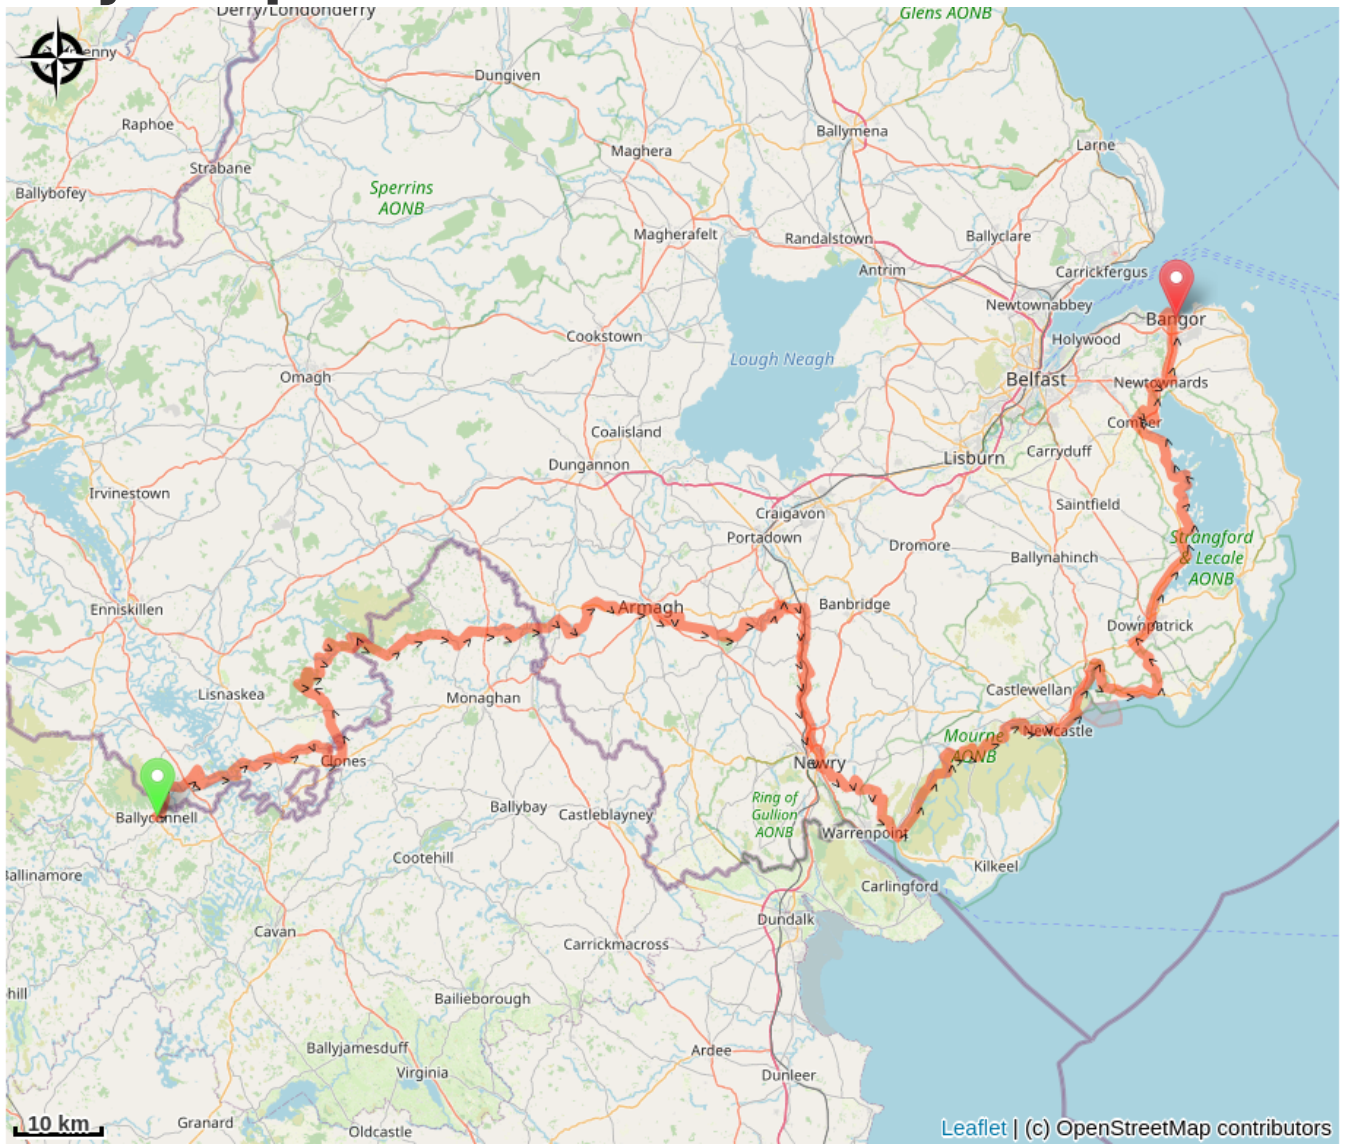 Derry/Londonderry
Glens AONB
Dungiven
Raphoe
Ballymena
Larne
Maghera
Strabane
Ballybofey
Sperrins
AONB
Magherafelt
Randalstown
Ballyclare
Antrim
Carrickfergus
Newtownabbey
Bangor
Cookstown
Holywood
Lough Neagh
Omagh
Belfast
Newtownards
Comber
Coalisland
Dungannon
Lisburn
Carryduff
Irvinestown
Saintfield
Craigavon
Portadown
Dromore
Ballynahinch
Strangford
& Lecale
AONB
Enniskillen
Armagh
Banbridge
Downpatrick
Lisnaskea
Monaghan
Castlewellan
Newcastle
Mourne
AONB
Clones
Newry
Ballyconnell
Ballybay
Castleblayney
Ring of
Gullion
AONB
Warrenpoint
Cootehill
Kilkeel
Ballinamore
Carlingford
Dundalk
Cavan
Carrickmacross
hill
Bailieborough
Ballyjamesduff
Ardee
Virginia
Dunleer
Granard
Oldcastle
10 km
Leaflet | (c) OpenStreetMap contributors